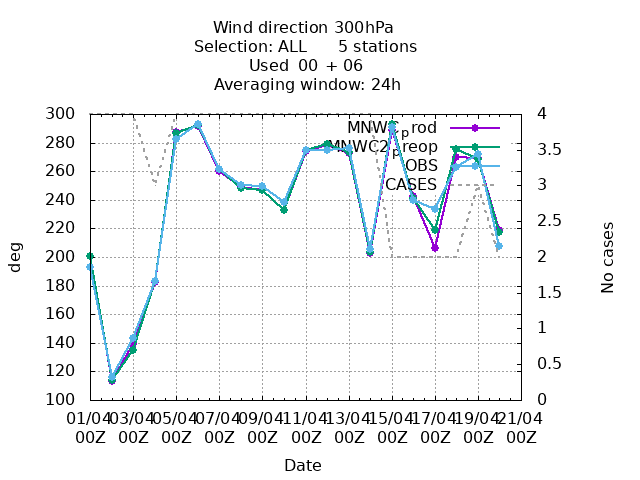 Wind direction 300hPa
Selection: ALL 5 stations
Used 00 + 06
Averaging window: 24h
300
280
260
240
220
200
180
160
140
120
100
deg
4
3.5
3
2.5
2
1.5
1
0.5
0
No cases
MNWC_prod
MNWC2_preop
OBS
CASES
01/04 03/04 05/04 07/04 09/04 11/04 13/04 15/04 17/04 19/04 21/04
00Z 00Z 00Z 00Z 00Z 00Z 00Z 00Z 00Z 00Z 00Z
Date